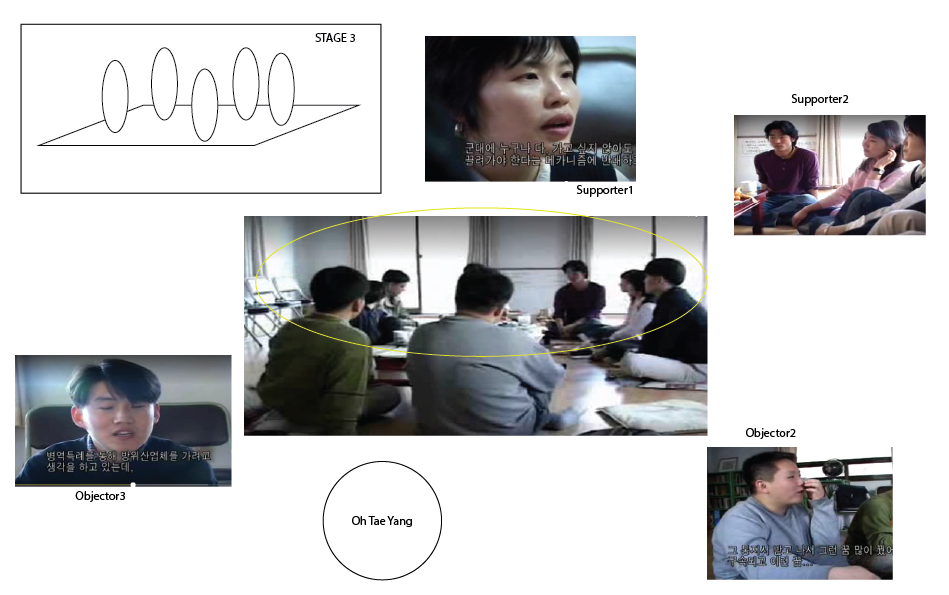 STAGE 3
군대에 누구나 다, 가고 싶지 않아도
끌려가야 한다는 메카니즘에 반대하
Supporter1
Supporter2
병역특례를 통해 방위산업체를 가려고
생각을 하고 있는데.
Objector3
Oh Tae Yang
Objector2
그 통지서 받고 나서 그런 꿈 많이 꿨어
구속되고 이런 꿈....